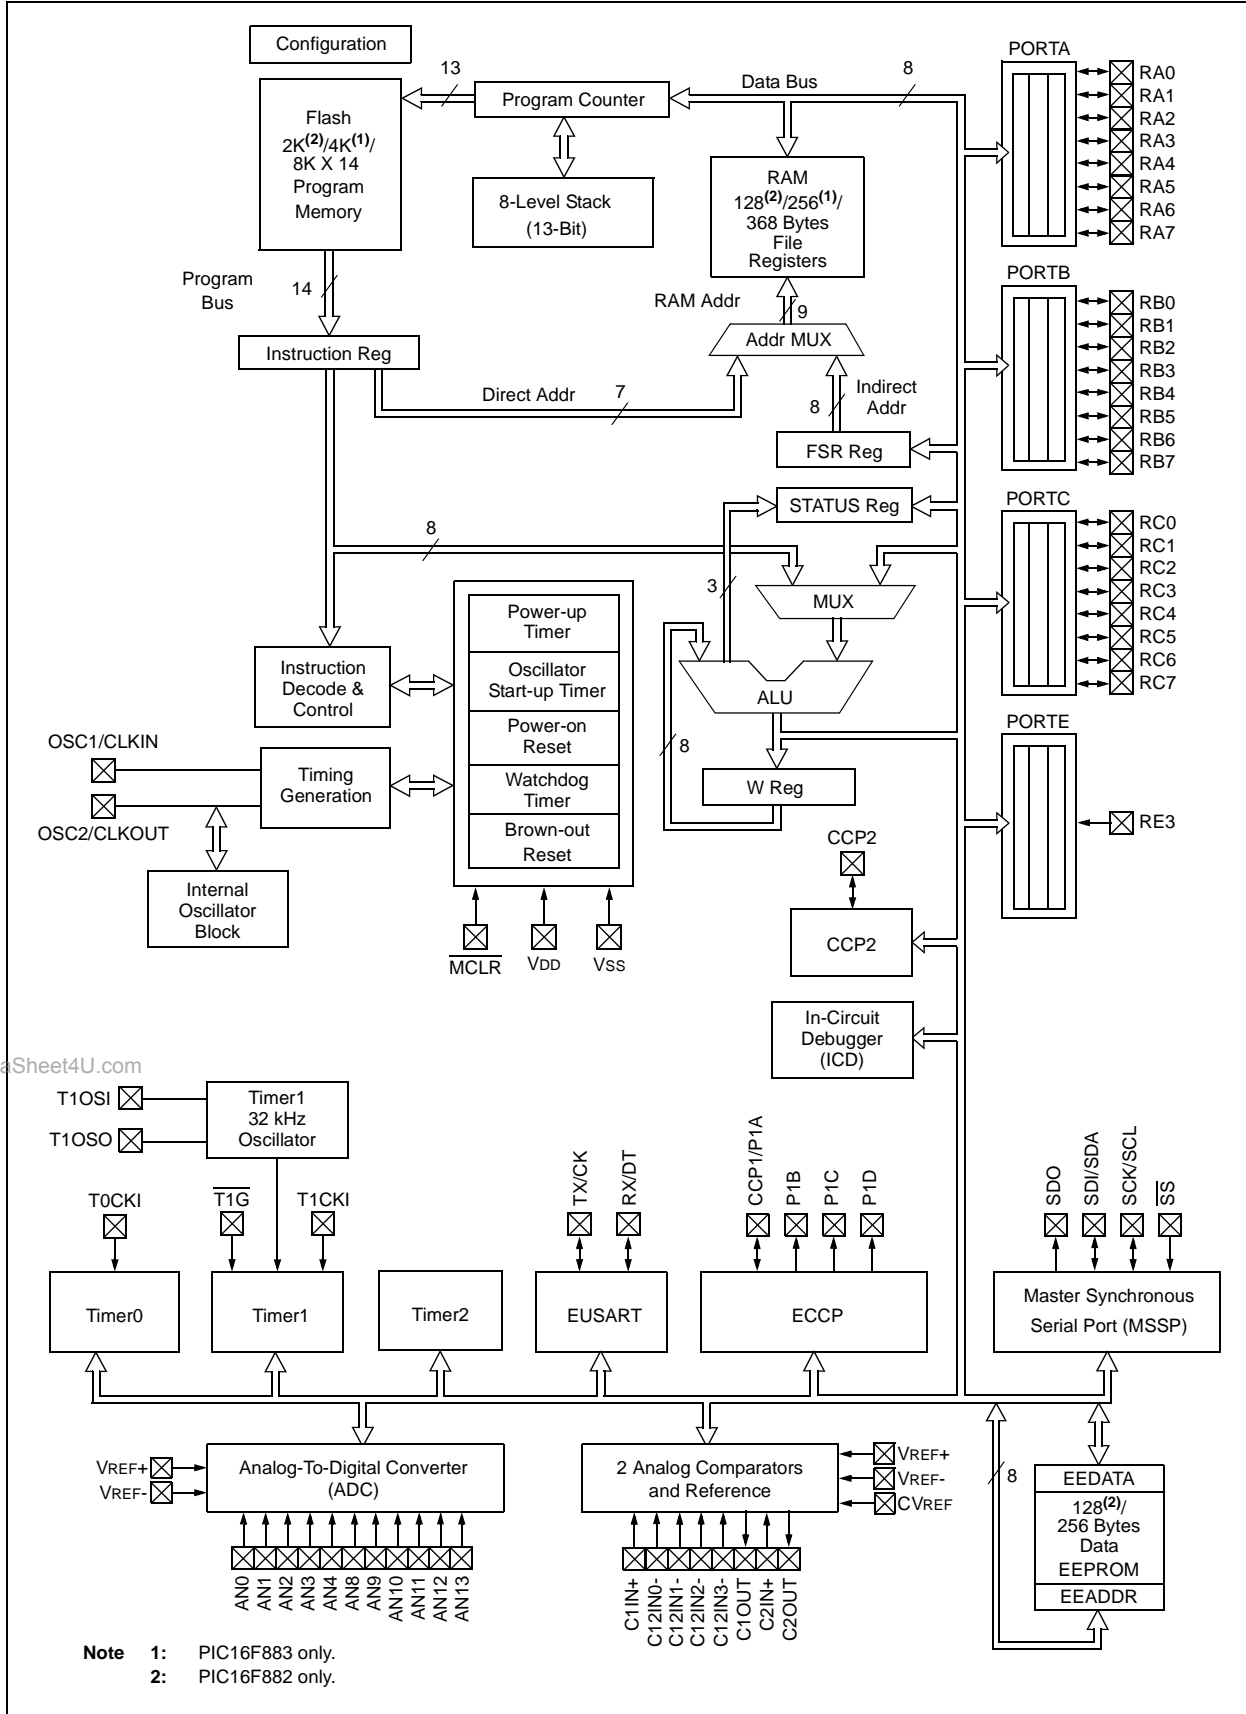 Configuration
13
Program Counter
Data Bus
8
PORTA
RA0
RA1
RA2
RA3
RA4
RA5
RA6
RA7
Flash
2K(2)/4K(1)/
8K X 14
Program
Memory
8-Level Stack
(13-Bit)
RAM
128(2)/256(1)/
368 Bytes
File
Registers
Program
Bus
14
RAM Addr
9
Addr MUX
PORTB
RB0
RB1
RB2
RB3
RB4
RB5
RB6
RB7
Instruction Reg
Direct Addr
7
8
Indirect
Addr
FSR Reg
STATUS Reg
PORTC
RC0
RC1
RC2
RC3
RC4
RC5
RC6
RC7
8
3
MUX
Power-up
Timer
Oscillator
Start-up Timer
Power-on
Reset
Watchdog
Timer
Brown-out
Reset
Instruction
Decode &
Control
ALU
8
W Reg
PORTE
RE3
OSC1/CLKIN
OSC2/CLKOUT
Timing
Generation
Internal
Oscillator
Block
MCLR
VDD
VSS
CCP2
CCP2
In-Circuit
Debugger
(ICD)
aSheet4U.com
T1OSI
T1OSO
Timer1
32 kHz
Oscillator
T0CKI
T1G
T1CKI
TX/CK
RX/DT
CCP1/P1A
P1B
P1C
P1D
SDO
SDI/SDA
SCK/SCL
SS
Timer0
Timer1
Timer2
EUSART
ECCP
Master Synchronous
Serial Port (MSSP)
VREF+
VREF-
Analog-To-Digital Converter
(ADC)
2 Analog Comparators
and Reference
VREF+
VREF-
CVREF
8
EEDATA
128(2)/
256 Bytes
Data
EEPROM
EEADDR
AN0
AN1
AN2
AN3
AN4
AN8
AN9
AN10
AN11
AN12
AN13
C1IN+
C12IN0-
C12IN1-
C12IN2-
C12IN3-
C1OUT
C2IN+
C2OUT
Note 1: PIC16F883 only.
2: PIC16F882 only.